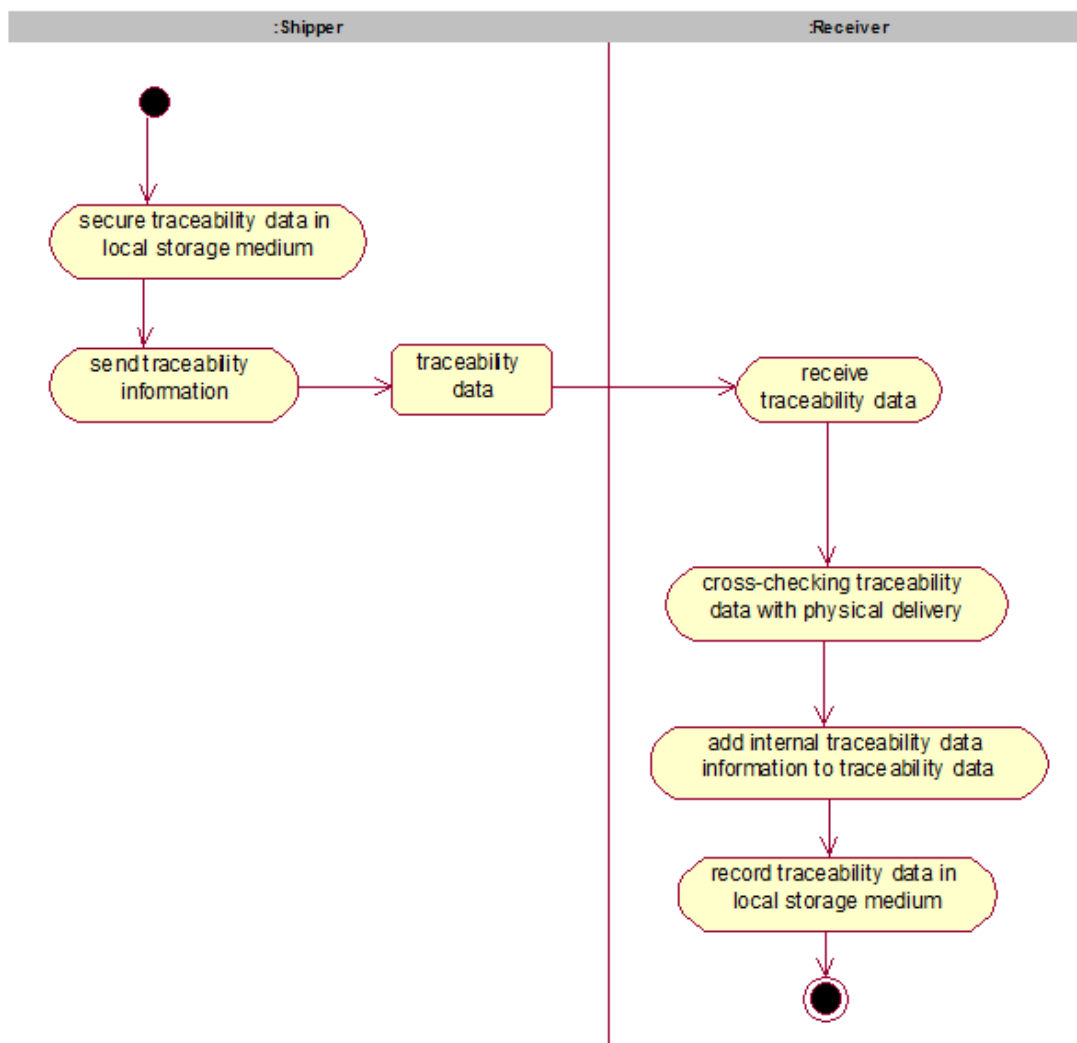 :Shipper
:Receiver
secure traceability data in
local storage medium
send traceability
information
traceability
data
receive
traceability data
cross-checking traceability
data with physical delivery
add internal traceability data
information to traceability data
record traceability data in
local storage medium